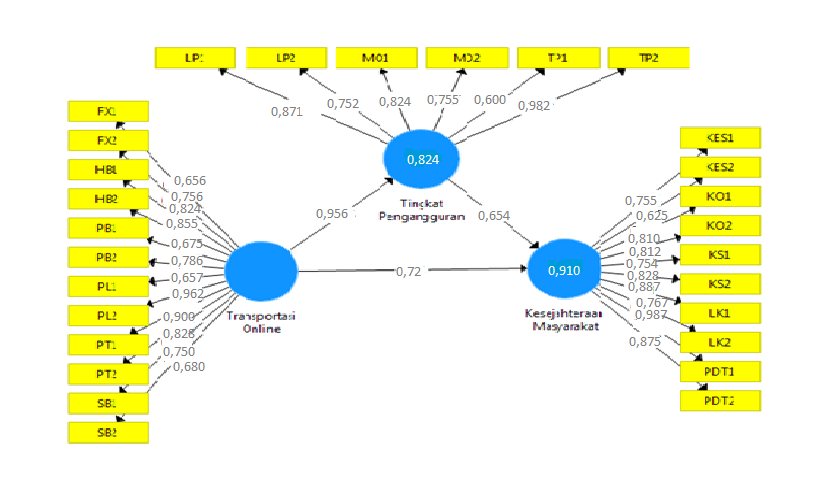 LP1
LP2
MO1
MO2
TP1
TP2
0,871
0,752
0,824
0,755
0,600
0,982
FX1
FX2
HB1
HB2
PB1
PB2
PL1
PL2
PT1
PT2
SB1
SB2
0,656
0,756
0,824
0,855
0,675
0,786
0,657
0,962
0,900
0,828
0,750
0,680
Transportasi
Online
0,956
0,824
Tingkat
Pengangguran
0,654
0,72
0,910
Kesejahteraan
Masyarakat
0,755
0,625
0,810
0,812
0,754
0,828
0,887
0,767
0,987
0,875
KES1
KES2
KO1
KO2
KS1
KS2
LK1
LK2
PDT1
PDT2